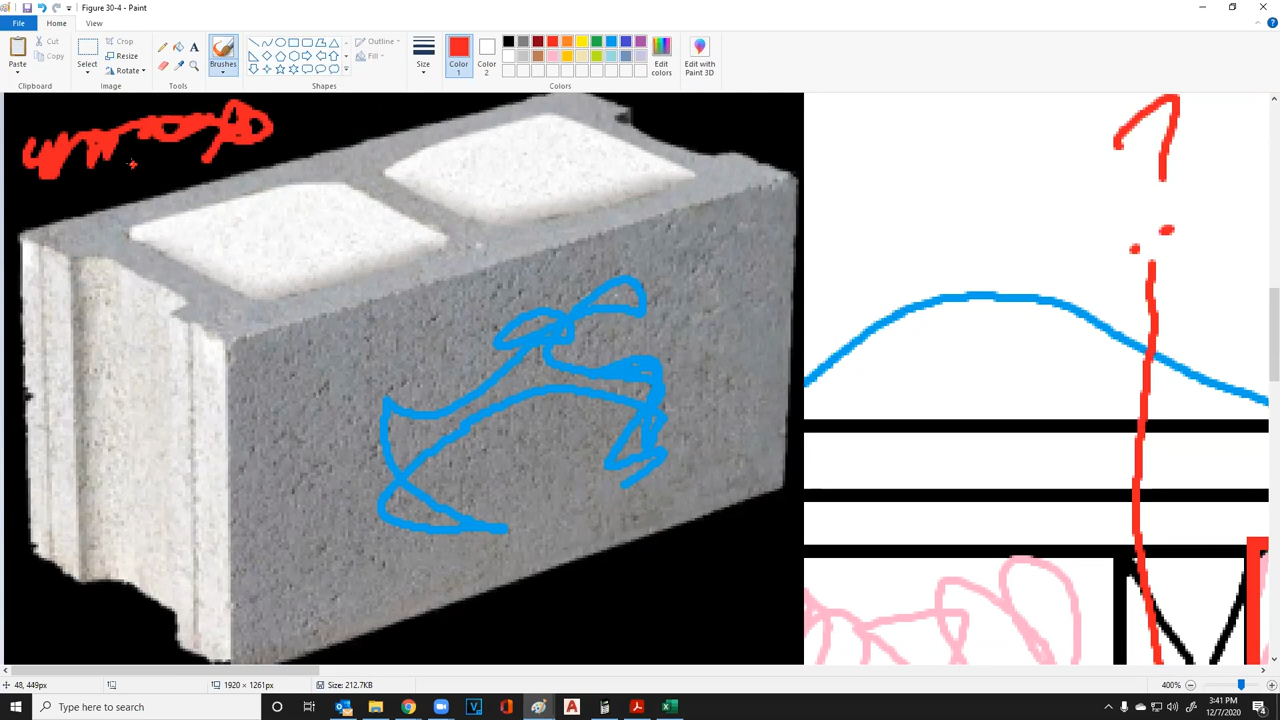 Figure 30-4 - Paint
File Home View
Paste
Cut
Copy
Clipboard
Select
Crop
Resize
Rotate
Image
Tools
Brushes
Shapes
Outline
Fill
Size
Color 1
Color 2
Colors
Edit colors
Edit with Paint 3D
?
48, 449px
1920 × 1261px
Size: 212.7KB
400%
Type here to search
3:41 PM
12/7/2020